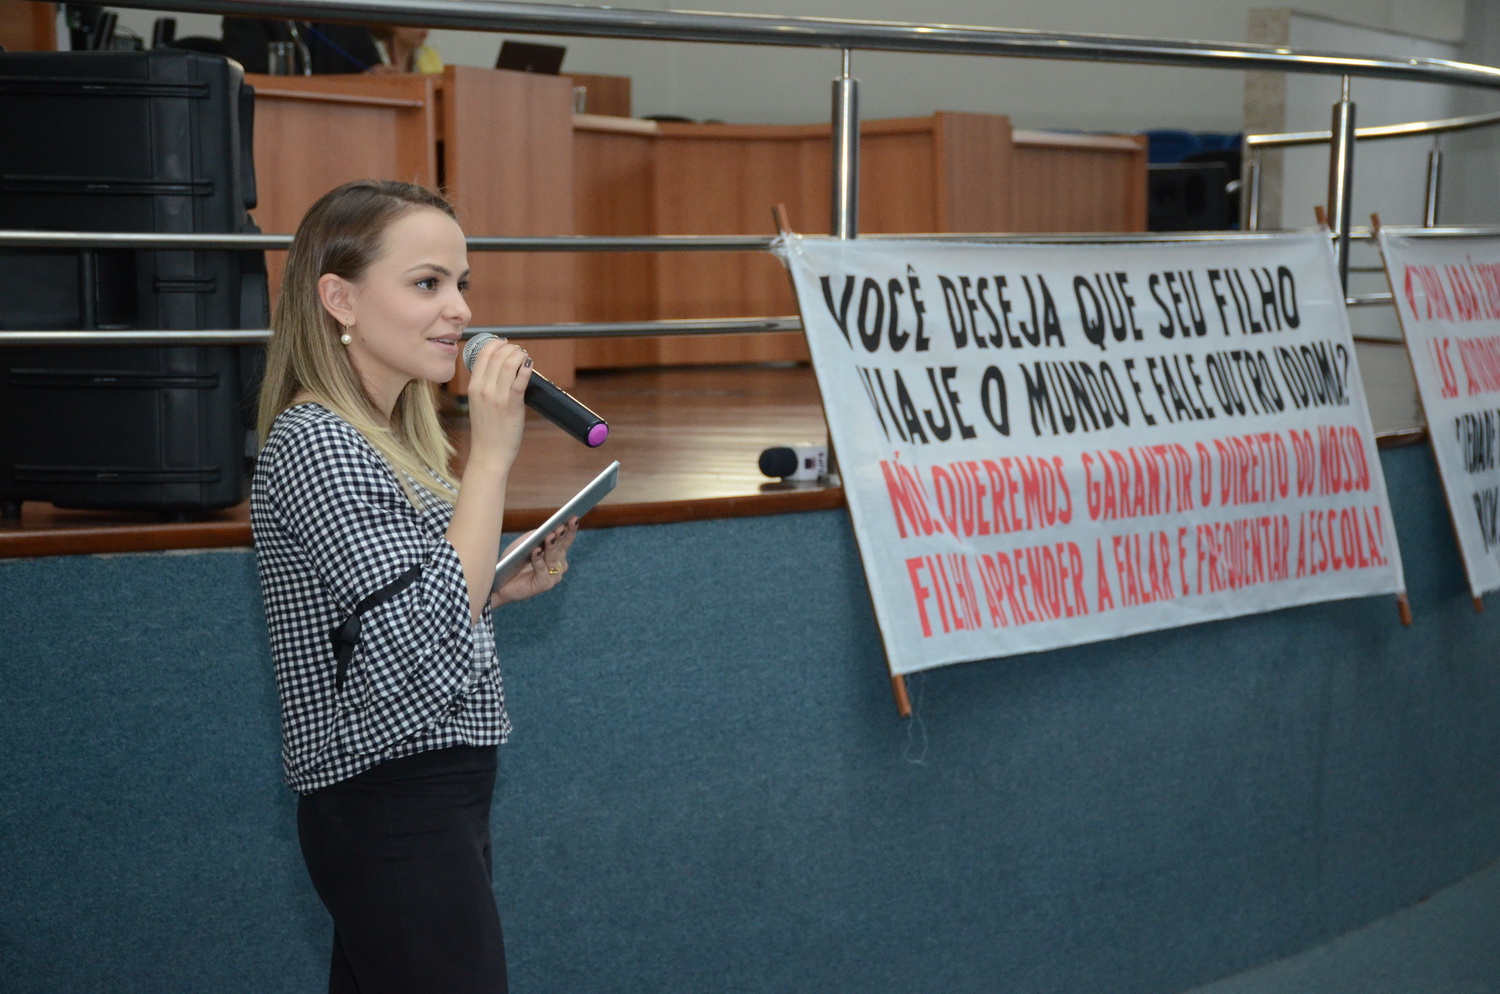 VOCÊ DESEJA QUE SEU FILHO
VIAJE O MUNDO E FALE OUTRO IDIOMA?
NÓS QUEREMOS GARANTIR O DIREITO DO NOSSO
FILHO APRENDER A FALAR E FREQUENTAR A ESCOLA!